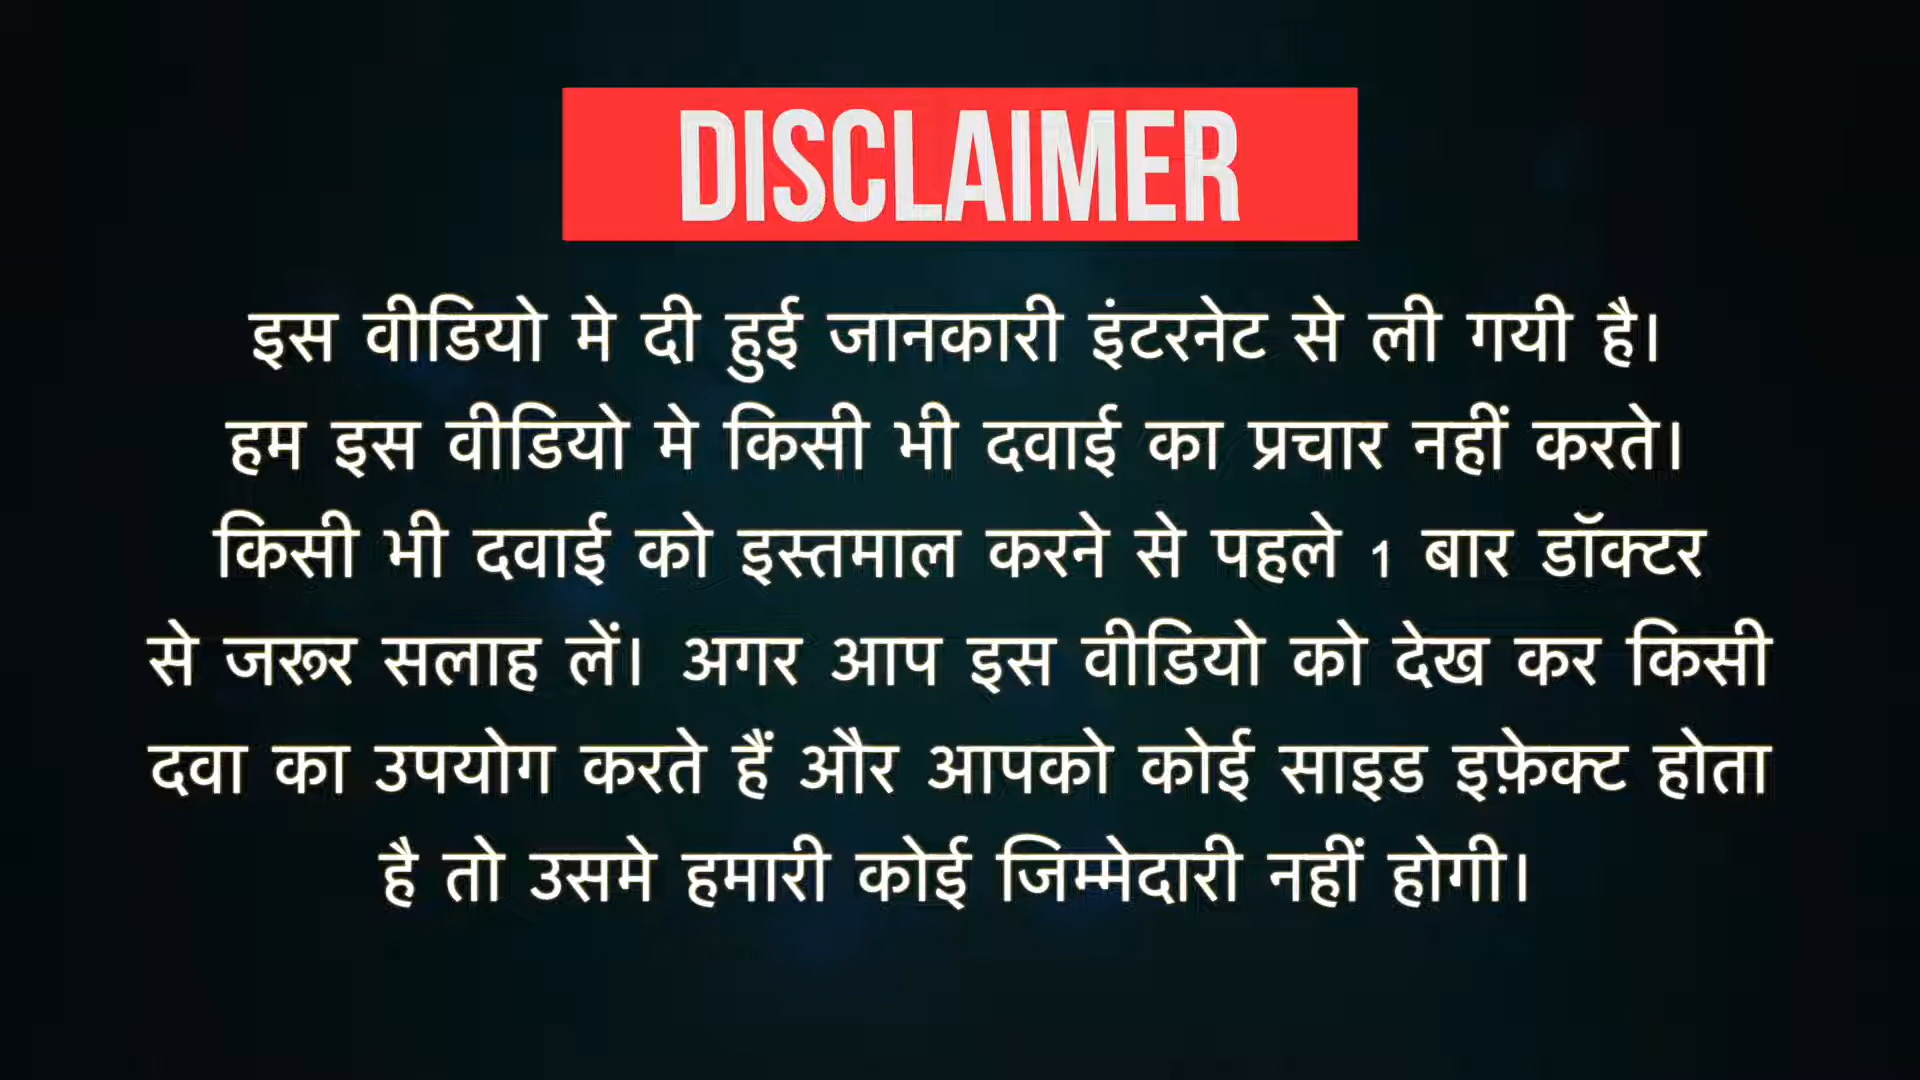 DISCLAIMER
इस वीडियो मे दी हुई जानकारी इंटरनेट से ली गयी है।
हम इस वीडियो मे किसी भी दवाई का प्रचार नहीं करते।
किसी भी दवाई को इस्तमाल करने से पहले 1 बार डॉक्टर
से जरूर सलाह लें। अगर आप इस वीडियो को देख कर किसी
दवा का उपयोग करते हैं और आपको कोई साइड इफ़ेक्ट होता
है तो उसमे हमारी कोई जिम्मेदारी नहीं होगी।